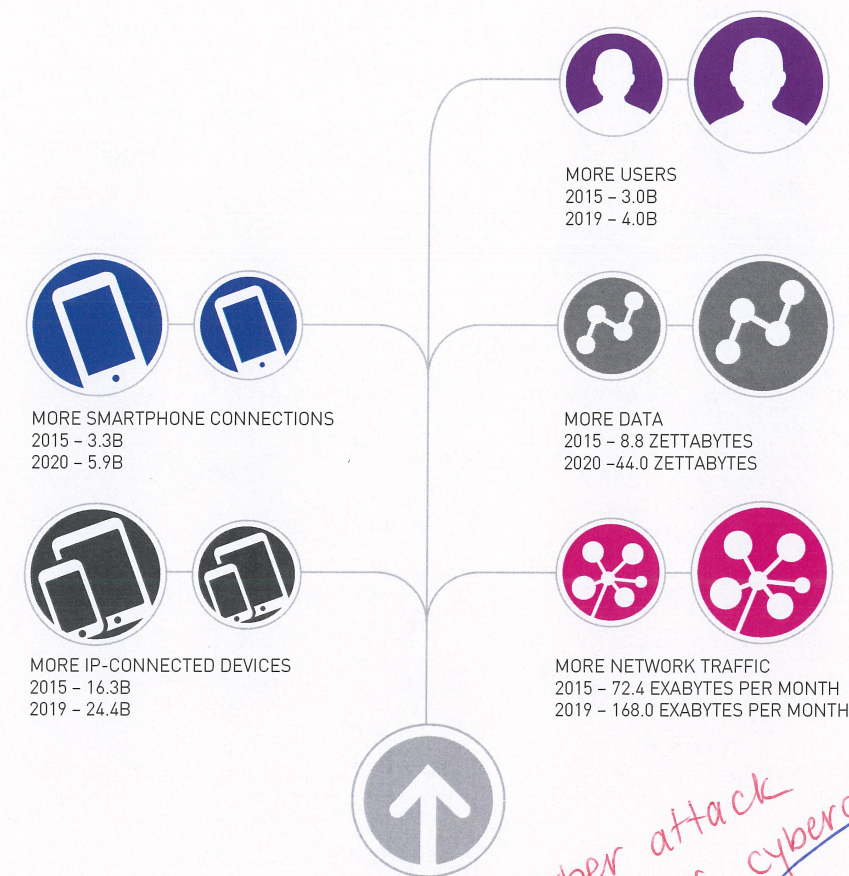 MORE USERS
2015 – 3.0B
2019 – 4.0B
MORE SMARTPHONE CONNECTIONS
2015 – 3.3B
2020 – 5.9B
MORE DATA
2015 – 8.8 ZETTABYTES
2020 –44.0 ZETTABYTES
MORE IP-CONNECTED DEVICES
2015 – 16.3B
2019 – 24.4B
MORE NETWORK TRAFFIC
2015 – 72.4 EXABYTES PER MONTH
2019 – 168.0 EXABYTES PER MONTH
attack